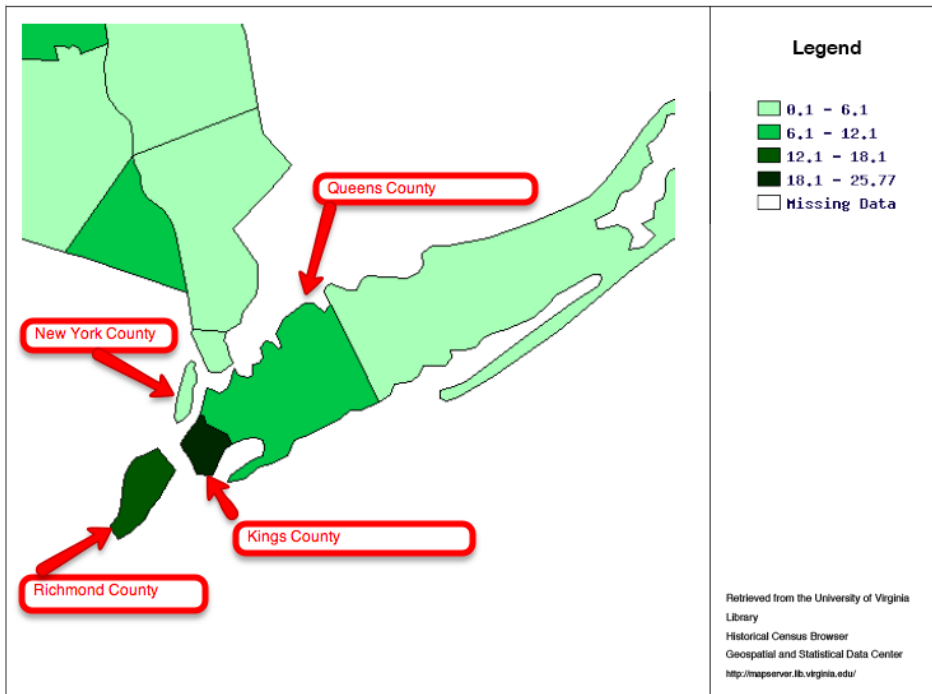 Legend
0.1 - 6.1
6.1 - 12.1
12.1 - 18.1
18.1 - 25.77
Missing Data
Queens County
New York County
Kings County
Richmond County
Retrieved from the University of Virginia
Library
Historical Census Browser
Geospatial and Statistical Data Center
http://mapserver.lib.virginia.edu/